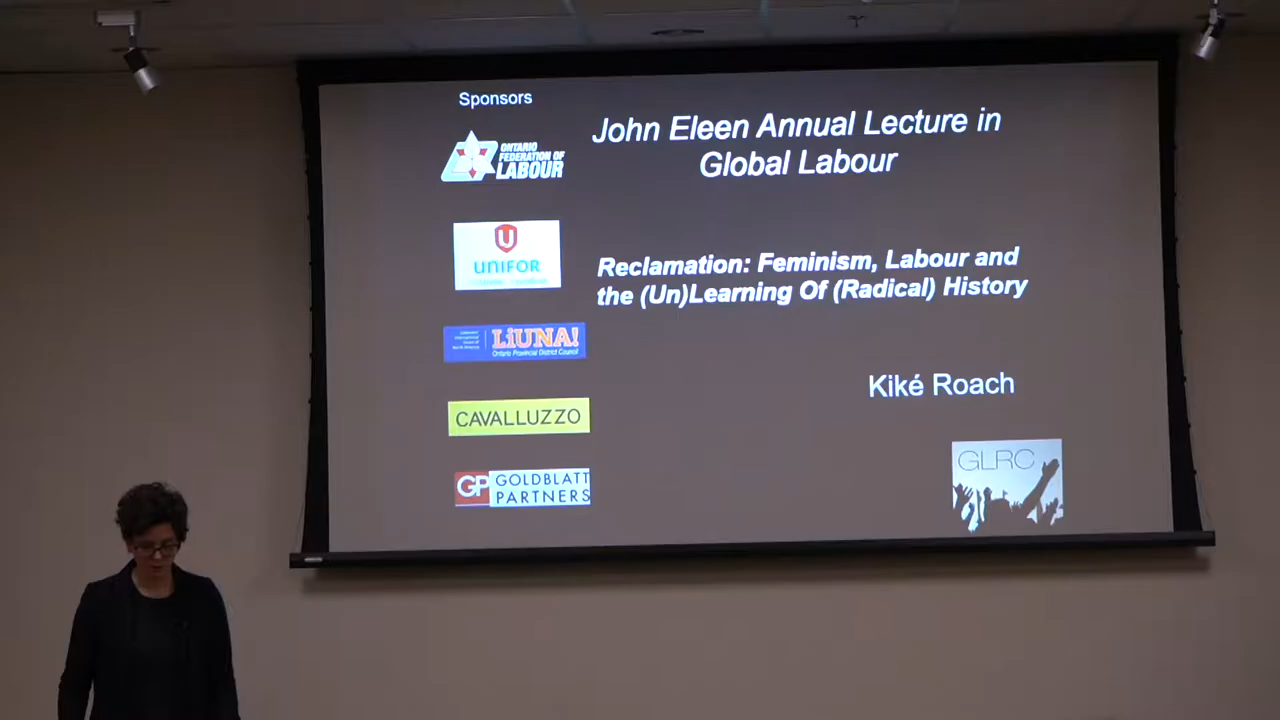 Sponsors
John Eleen Annual Lecture in
Global Labour
ONTARIO
FEDERATION OF
LABOUR
U
UNIFOR
Reclamation: Feminism, Labour and
the (Un)Learning Of (Radical) History
LiUNA!
Ontario Provincial District Council
Kiké Roach
CAVALLUZZO
GLRC
GP
GOLDBLATT
PARTNERS